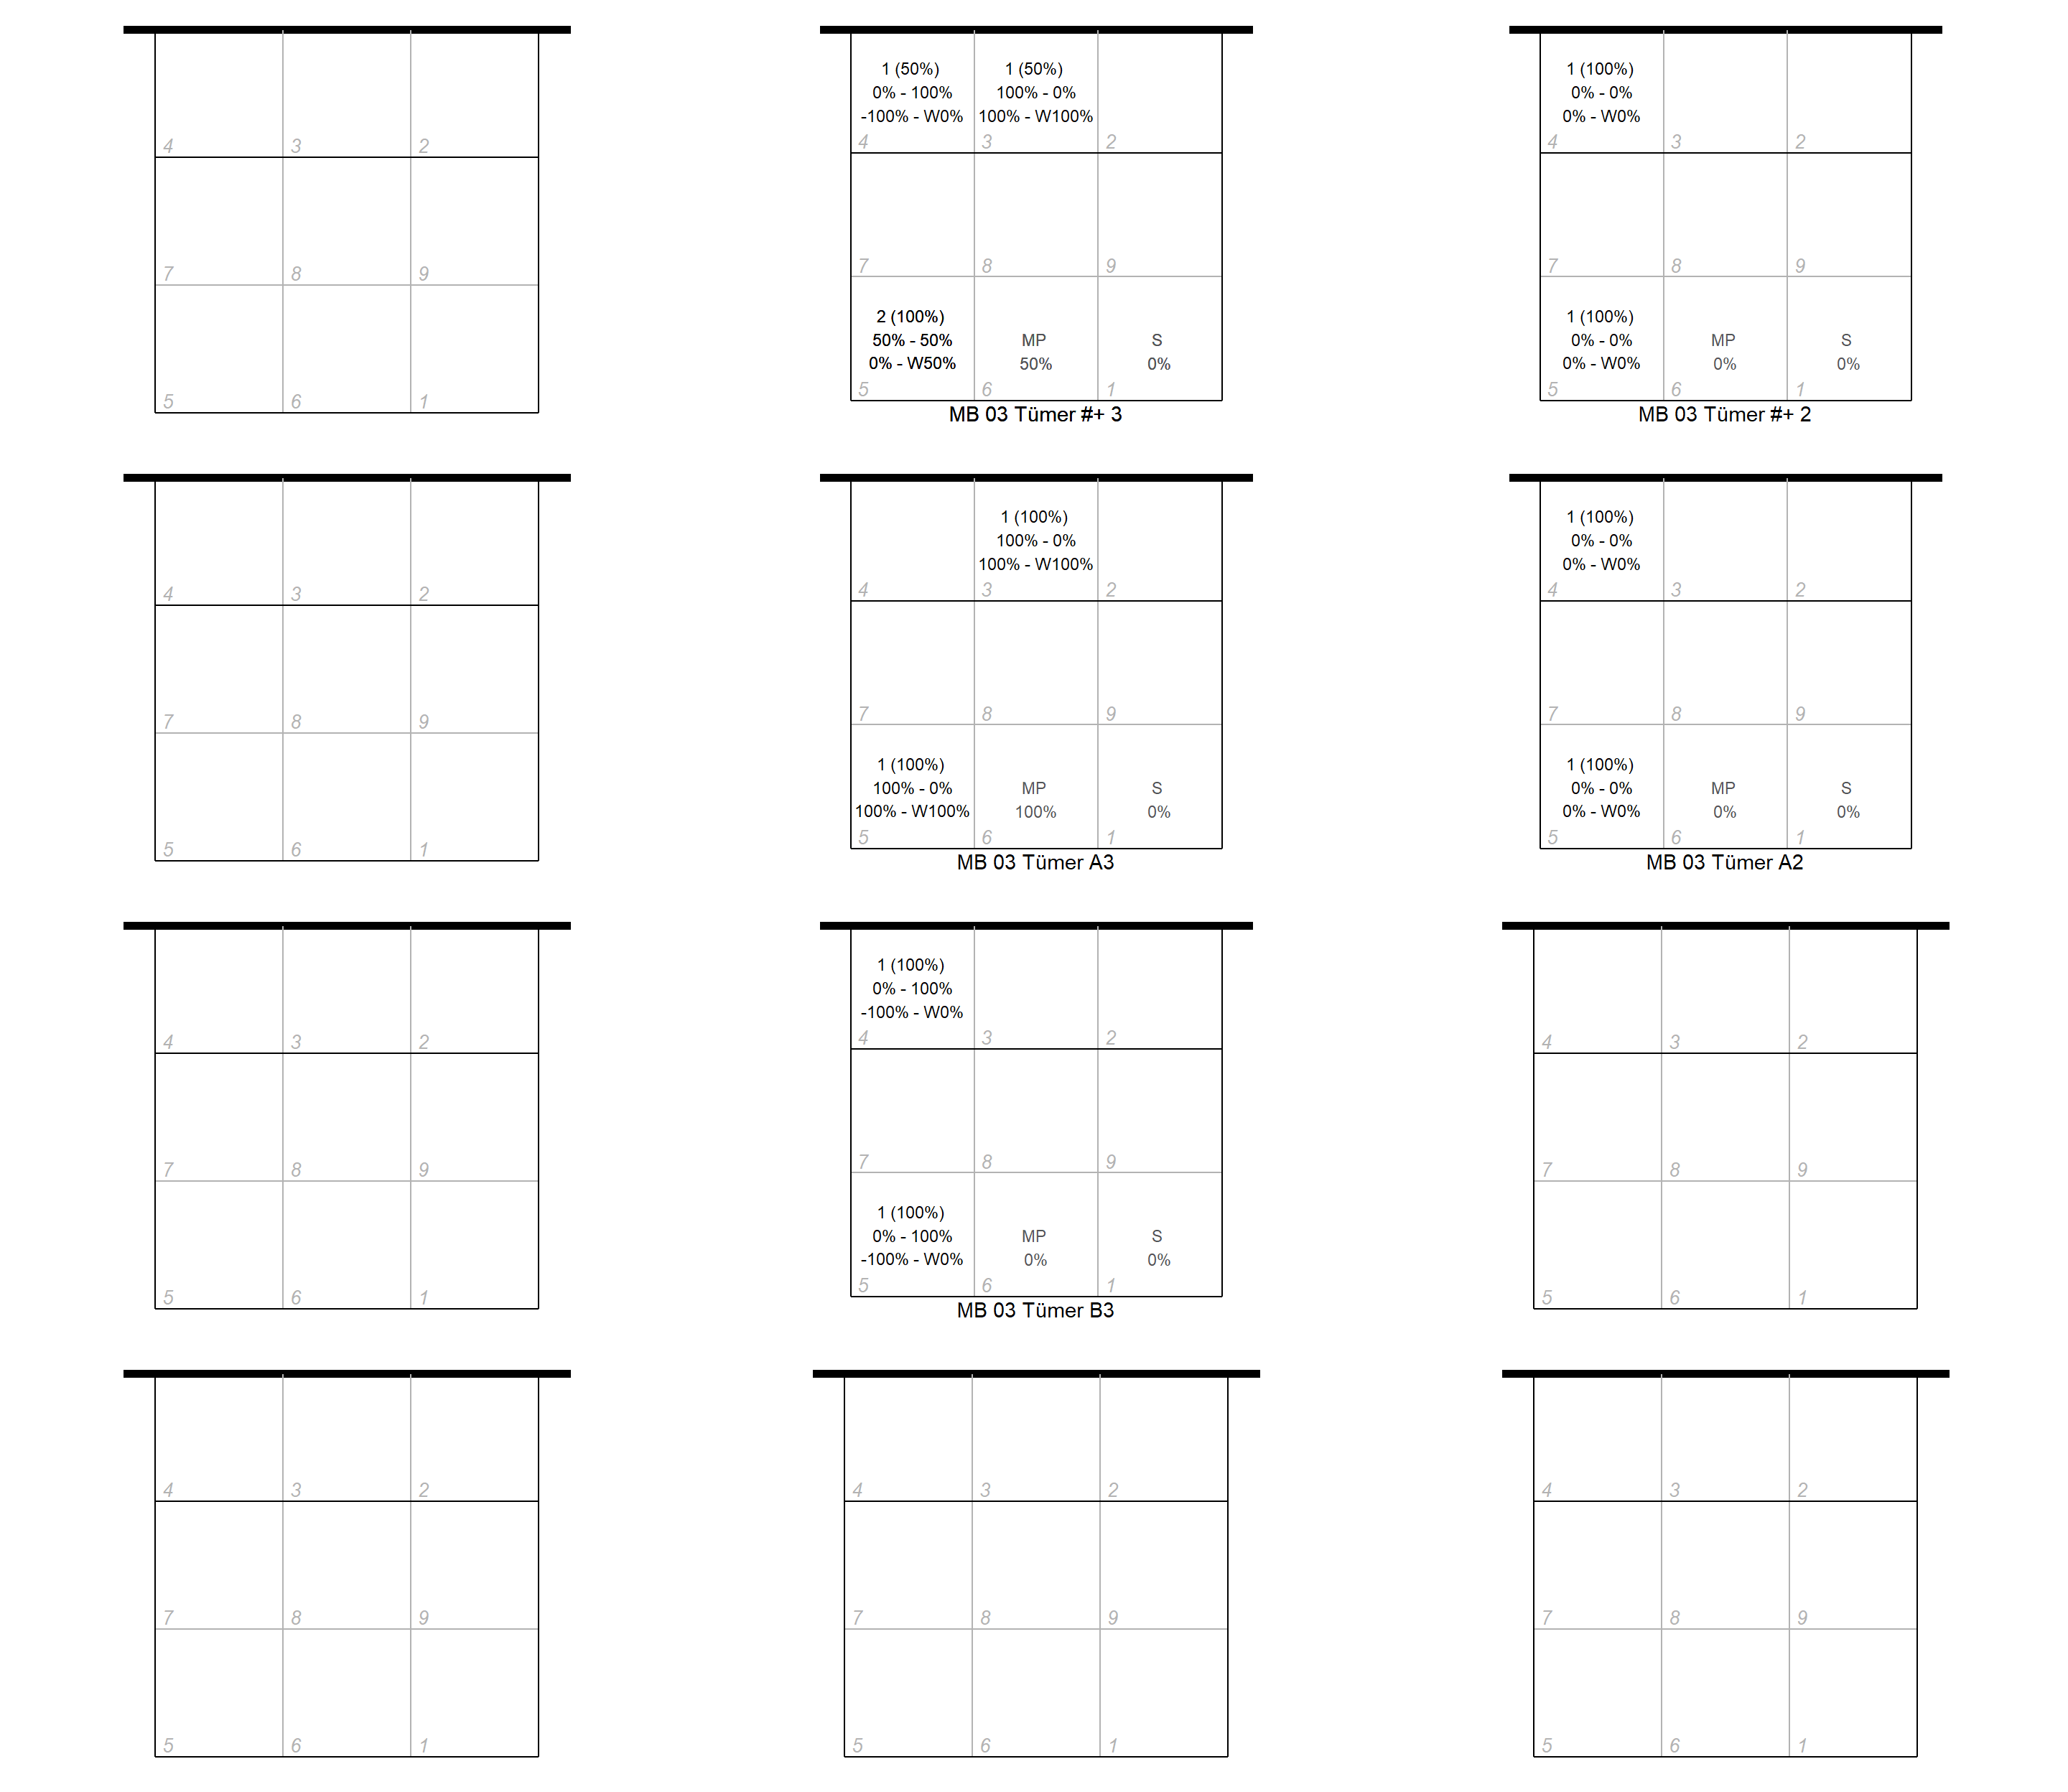 4 3 2
7 8 9
5 6 1
1 (50%) 1 (50%)
0% - 100% 100% - 0%
-100% - W0% 100% - W100%
4 3 2
7 8 9
2 (100%)
50% - 50% MP S
0% - W50% 50% 0%
5 6 1
MB 03 Tümer #+ 3
1 (100%)
0% - 0%
0% - W0%
4 3 2
7 8 9
1 (100%)
0% - 0% MP S
0% - W0% 0% 0%
5 6 1
MB 03 Tümer #+ 2
4 3 2
7 8 9
5 6 1
1 (100%)
100% - 0%
100% - W100%
4 3 2
7 8 9
1 (100%)
100% - 0% MP S
100% - W100% 100% 0%
5 6 1
MB 03 Tümer A3
1 (100%)
0% - 0%
0% - W0%
4 3 2
7 8 9
1 (100%)
0% - 0% MP S
0% - W0% 0% 0%
5 6 1
MB 03 Tümer A2
4 3 2
7 8 9
5 6 1
1 (100%)
0% - 100%
-100% - W0%
4 3 2
7 8 9
1 (100%)
0% - 100% MP S
-100% - W0% 0% 0%
5 6 1
MB 03 Tümer B3
4 3 2
7 8 9
5 6 1
4 3 2
7 8 9
5 6 1
4 3 2
7 8 9
5 6 1
4 3 2
7 8 9
5 6 1